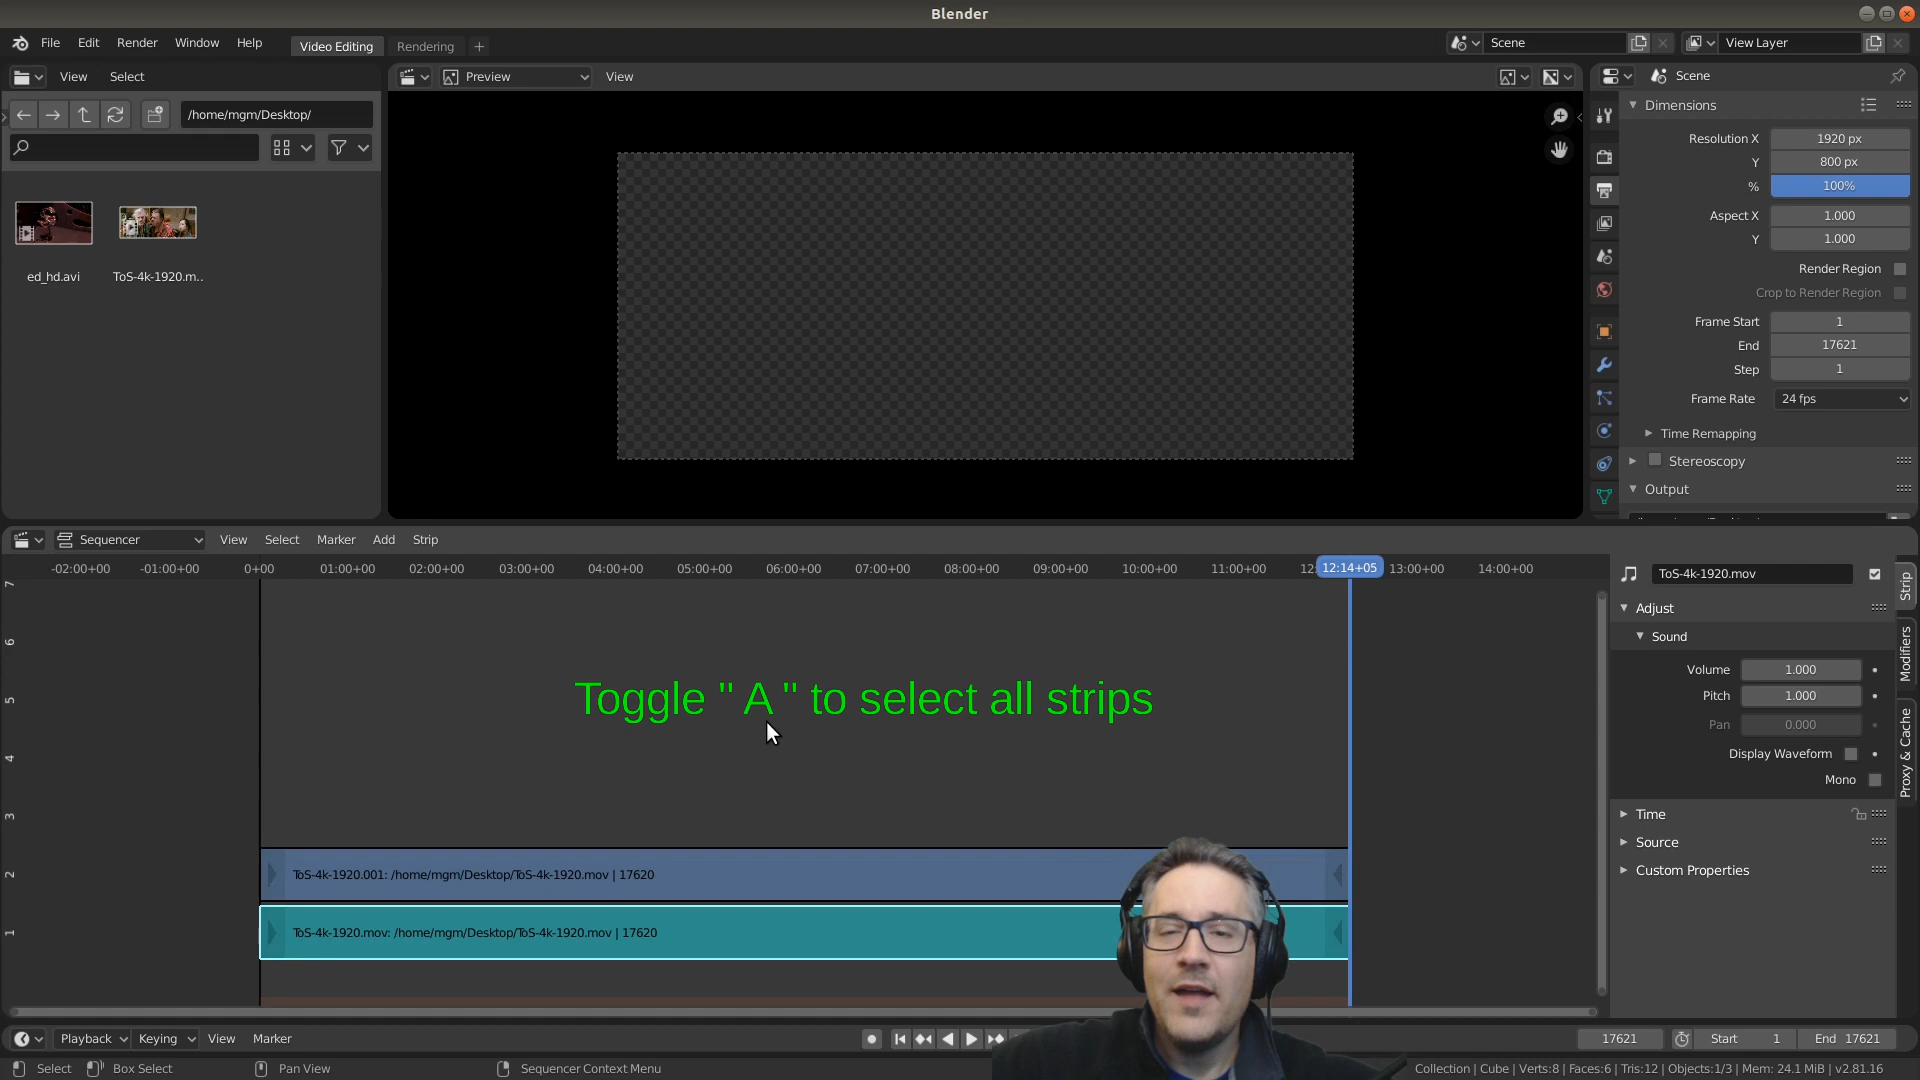 Blender
File Edit Render Window Help Video Editing Rendering + Scene View Layer
View Select Preview View Scene
/home/mgm/Desktop/
ed_hd.avi ToS-4k-1920.m..
Dimensions
Resolution X 1920 px
Y 800 px
% 100%
Aspect X 1.000
Y 1.000
Render Region
Crop to Render Region
Frame Start 1
End 17621
Step 1
Frame Rate 24 fps
Time Remapping
Stereoscopy
Output
Sequencer View Select Marker Add Strip
-02:00+00 -01:00+00 0+00 01:00+00 02:00+00 03:00+00 04:00+00 05:00+00 06:00+00 07:00+00 08:00+00 09:00+00 10:00+00 11:00+00 12: 12:14+05 13:00+00 14:00+00
7
6
5
4
3
2
1
Toggle " A " to select all strips
ToS-4k-1920.001: /home/mgm/Desktop/ToS-4k-1920.mov | 17620
ToS-4k-1920.mov: /home/mgm/Desktop/ToS-4k-1920.mov | 17620
ToS-4k-1920.mov
Adjust
Sound
Volume 1.000
Pitch 1.000
Pan 0.000
Display Waveform
Mono
Time
Source
Custom Properties
Strip
Modifiers
Proxy & Cache
Playback Keying View Marker 17621 Start 1 End 17621
Select Box Select Pan View Sequencer Context Menu Collection | Cube | Verts:8 | Faces:6 | Tris:12 | Objects:1/3 | Mem: 24.1 MiB | v2.81.16